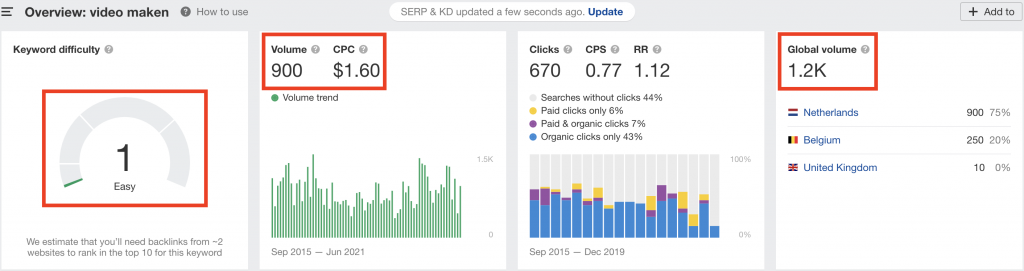 Overview: video maken ? How to use
SERP & KD updated a few seconds ago. Update
+ Add to
Keyword difficulty ?
1
Easy
We estimate that you'll need backlinks from ~2
websites to rank in the top 10 for this keyword
Volume ? CPC ?
900 $1.60
Volume trend
1.5K
0
Sep 2015 — Jun 2021
Clicks ? CPS ? RR ?
670 0.77 1.12
Searches without clicks 44%
Paid clicks only 6%
Paid & organic clicks 7%
Organic clicks only 43%
100%
0%
Sep 2015 — Dec 2019
Global volume ?
1.2K
Netherlands 900 75%
Belgium 250 20%
United Kingdom 10 0%